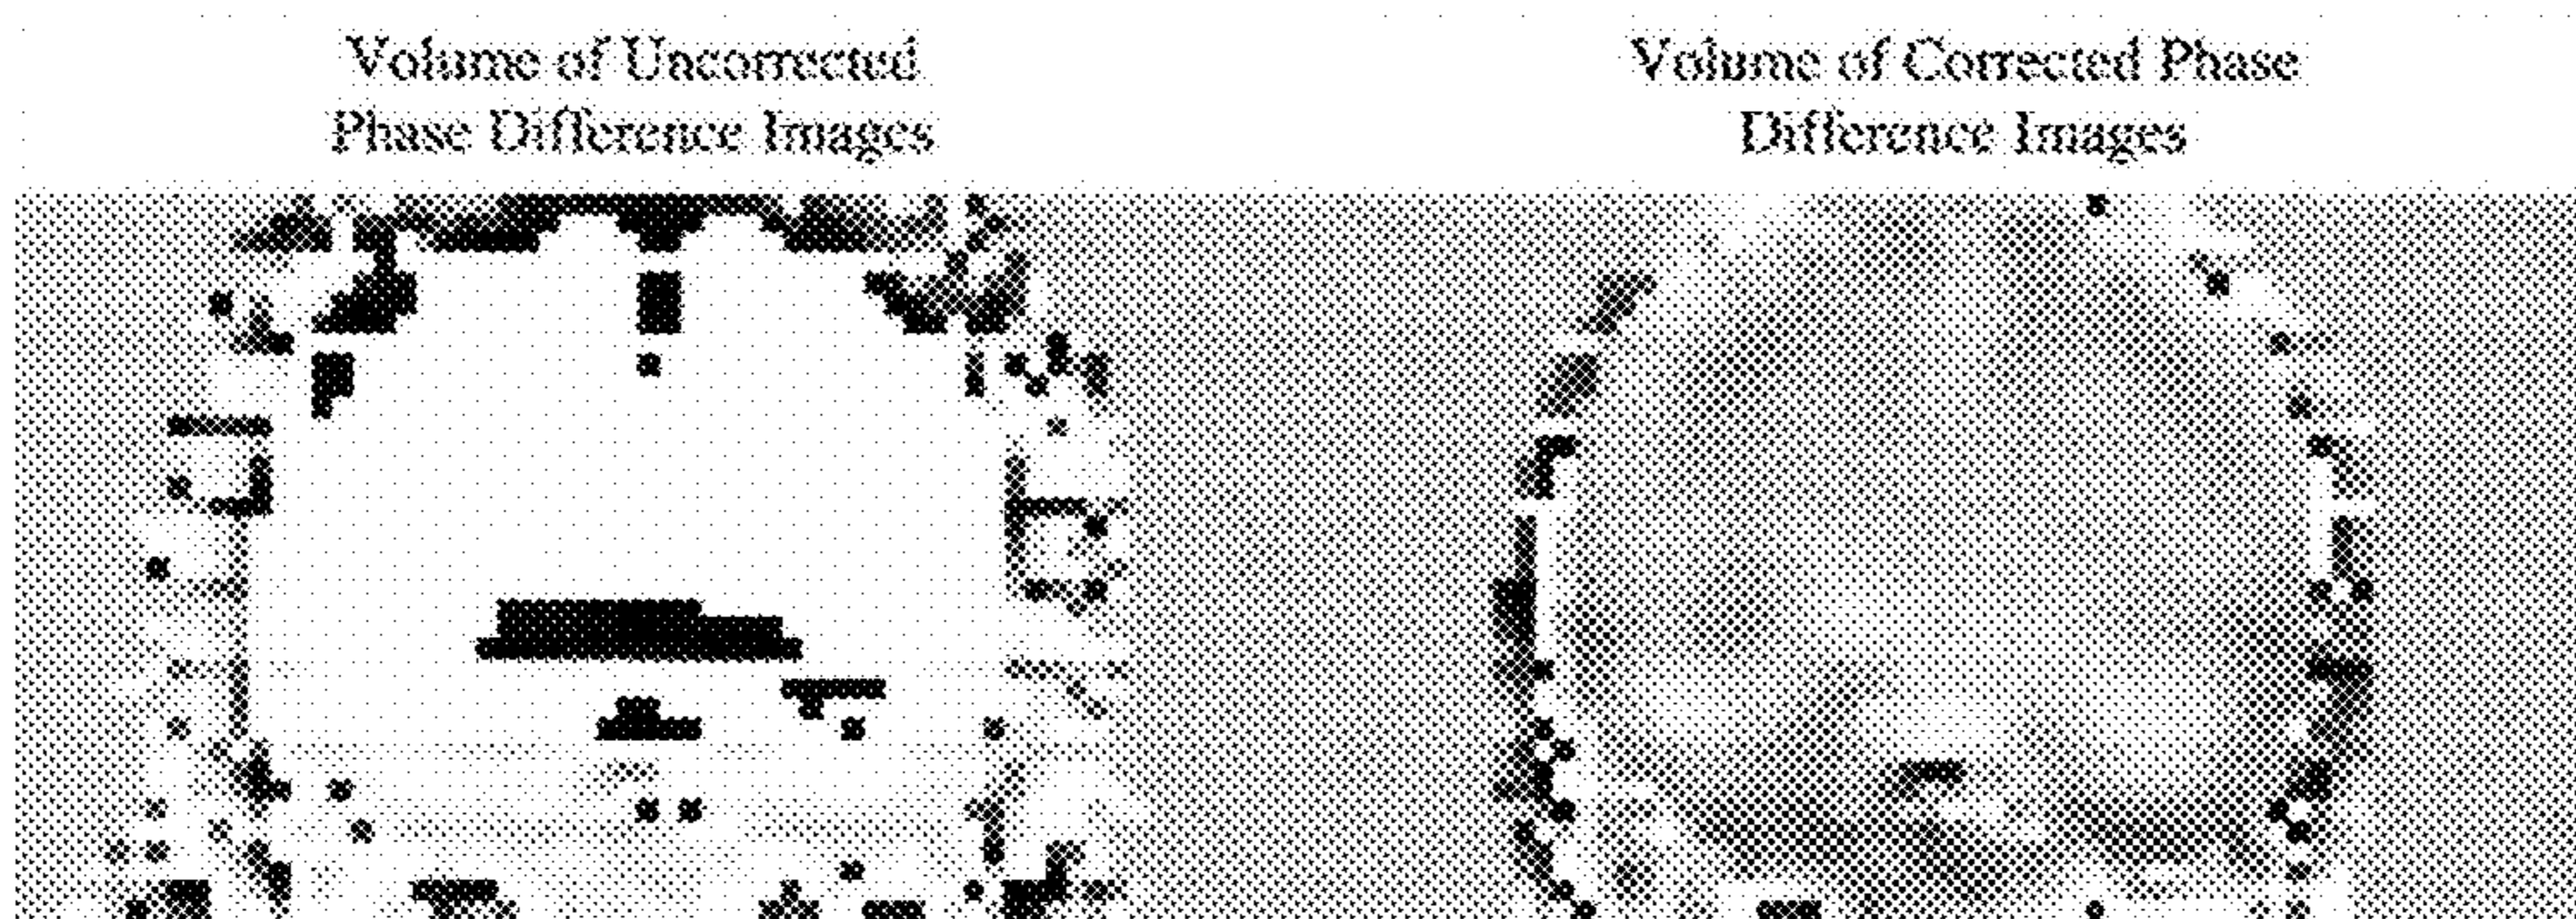 Volume of Uncorrected
Phase Difference Images
Volume of Corrected Phase
Difference Images